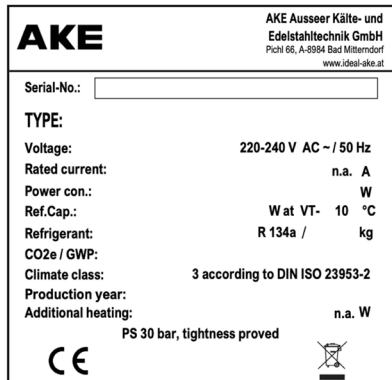 AKE
AKE Ausseer Kälte- und
Edelstahltechnik GmbH
Pichl 66, A-8984 Bad Mitterndorf
www.ideal-ake.at
Serial-No.:
TYPE:
Voltage: 220-240 V AC ~ / 50 Hz
Rated current: n.a. A
Power con.: W
Ref.Cap.: W at VT- 10 °C
Refrigerant: R 134a / kg
CO2e / GWP:
Climate class: 3 according to DIN ISO 23953-2
Production year:
Additional heating: n.a. W
PS 30 bar, tightness proved
CE